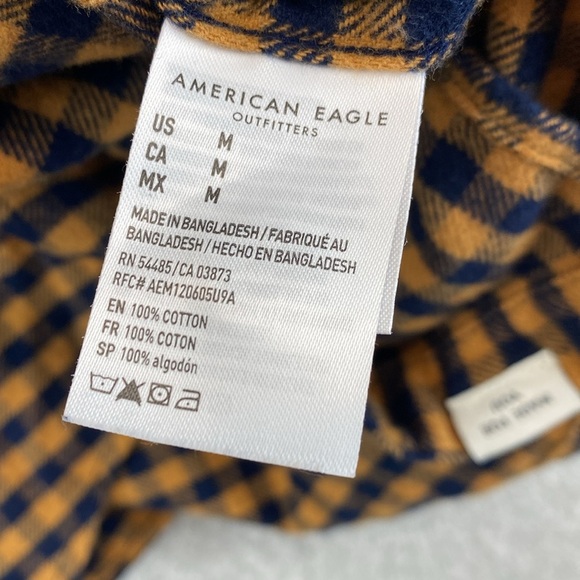 AMERICAN EAGLE
OUTFITTERS
US M
CA M
MX M
MADE IN BANGLADESH / FABRIQUÉ AU
BANGLADESH / HECHO EN BANGLADESH
RN 54485 / CA 03873
RFC# AEM120605U9A
EN 100% COTTON
FR 100% COTON
SP 100% algodón